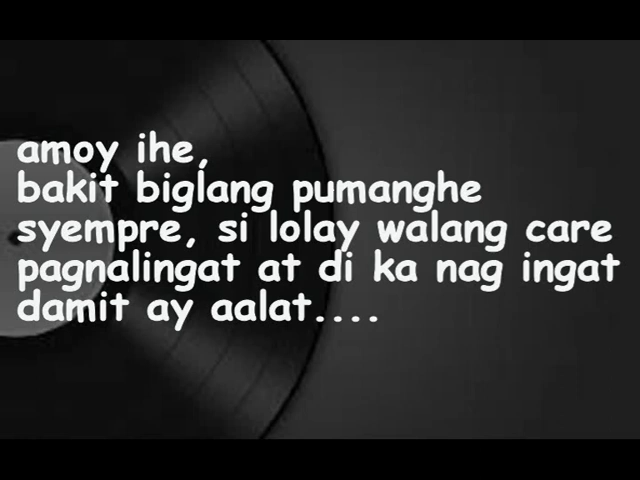 amoy ihe,
bakit biglang pumanghe
syempre, si lolay walang care
pagnalingat at di ka nag ingat
damit ay aalat....